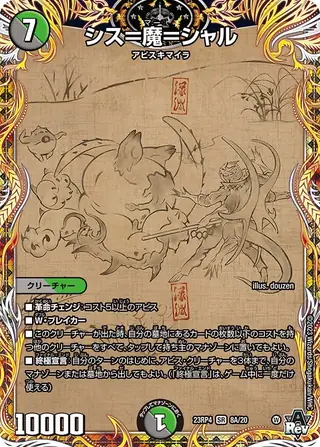 7
シス=魔=シャル
アビスキマイラ
illus. douzen
クリーチャー
■革命チェンジ:コスト5以上のアビス
■W・ブレイカー
■このクリーチャーが出た時、自分の墓地にあるカードの枚数以下のコストを持
つ他のクリーチャーをすべて、タップして持ち主のマナゾーンに置いてもよい。
■終極宣言:自分のターンのはじめに、アビス・クリーチャーを3体まで、自分の
マナゾーンまたは墓地から出してもよい。(「終極宣言」は、ゲーム中に一度だけ
使える)
10000
1
23RP4 SR 8A/20
Rev